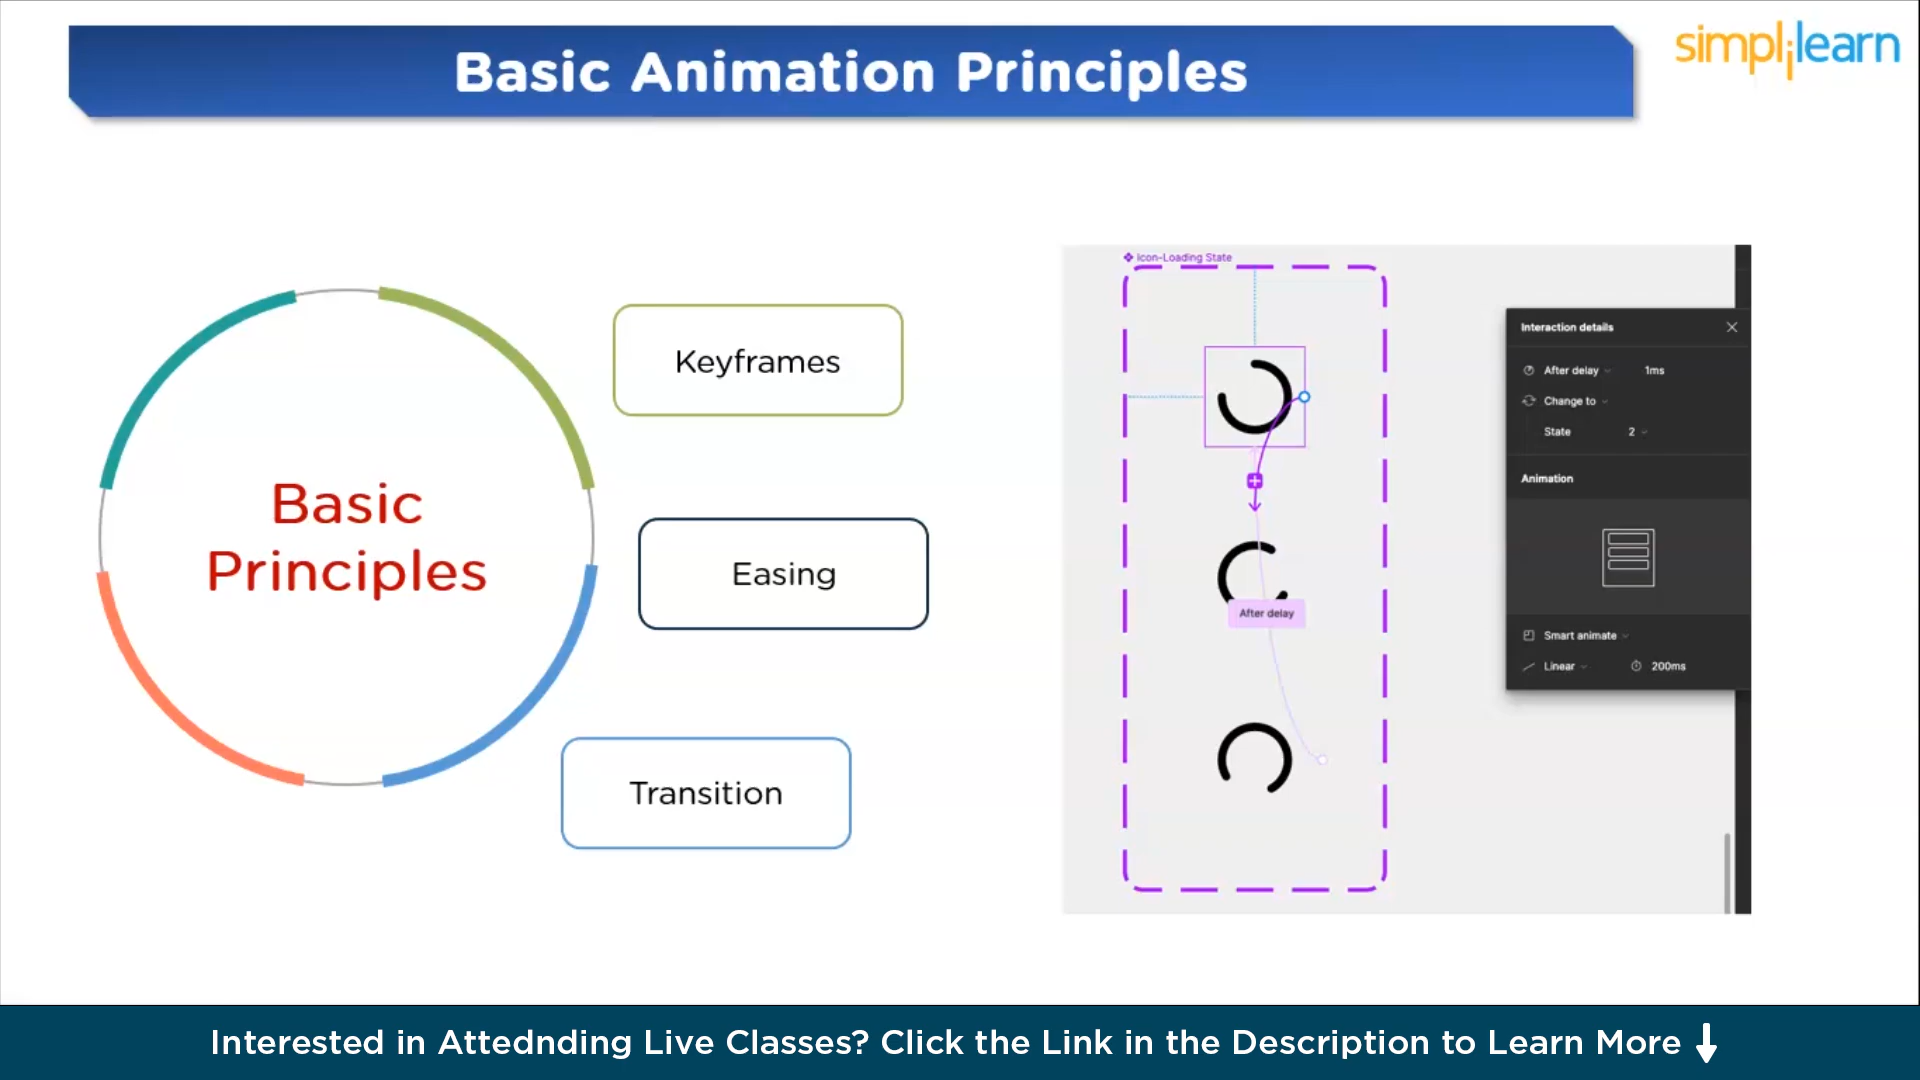 Basic Animation Principles
simplilearn
Basic
Principles
Keyframes
Easing
Transition
Icon-Loading State
After delay
Interaction details
After delay 1ms
Change to
State 2
Animation
Smart animate
Linear 200ms
Interested in Attednding Live Classes? Click the Link in the Description to Learn More